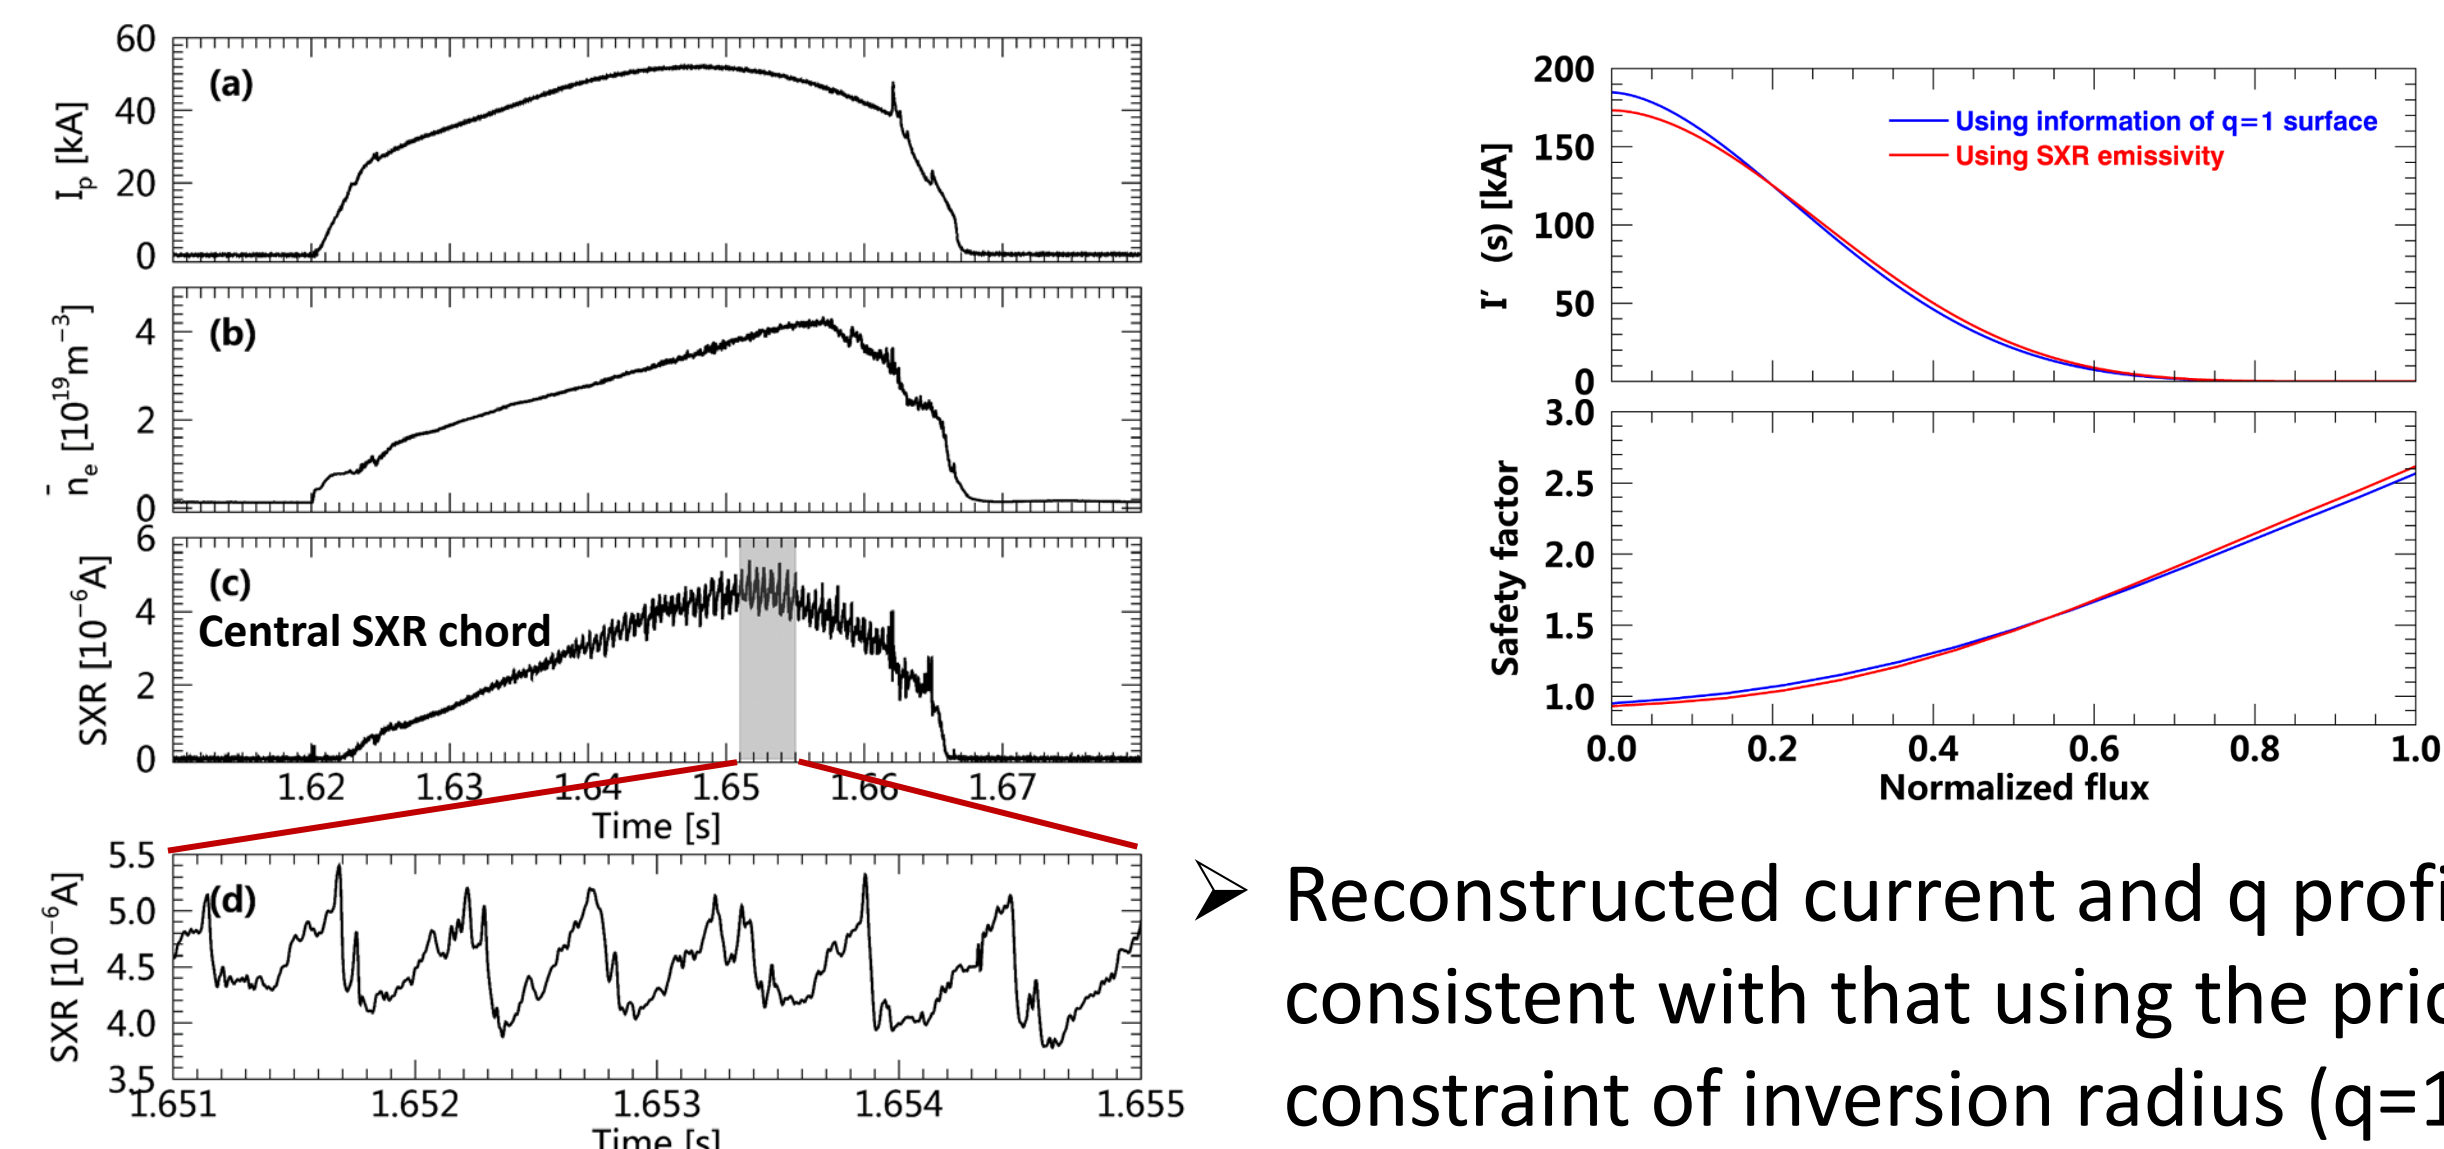 60
40
20
0
I_p [kA]
(a)
4
2
0
n̄_e [10^19 m^−3]
(b)
6
4
2
0
SXR [10^−6 A]
(c)
Central SXR chord
1.62 1.63 1.64 1.65 1.66 1.67
Time [s]
5.5
5.0
4.5
4.0
3.5
SXR [10^−6 A]
(d)
1.651 1.652 1.653 1.654 1.655
Time [s]
200
150
100
50
0
I′ (s) [kA]
Using information of q=1 surface
Using SXR emissivity
3.0
2.5
2.0
1.5
1.0
Safety factor
0.0 0.2 0.4 0.6 0.8 1.0
Normalized flux
➢ Reconstructed current and q
consistent with that using the
constraint of inversion radius (q=1